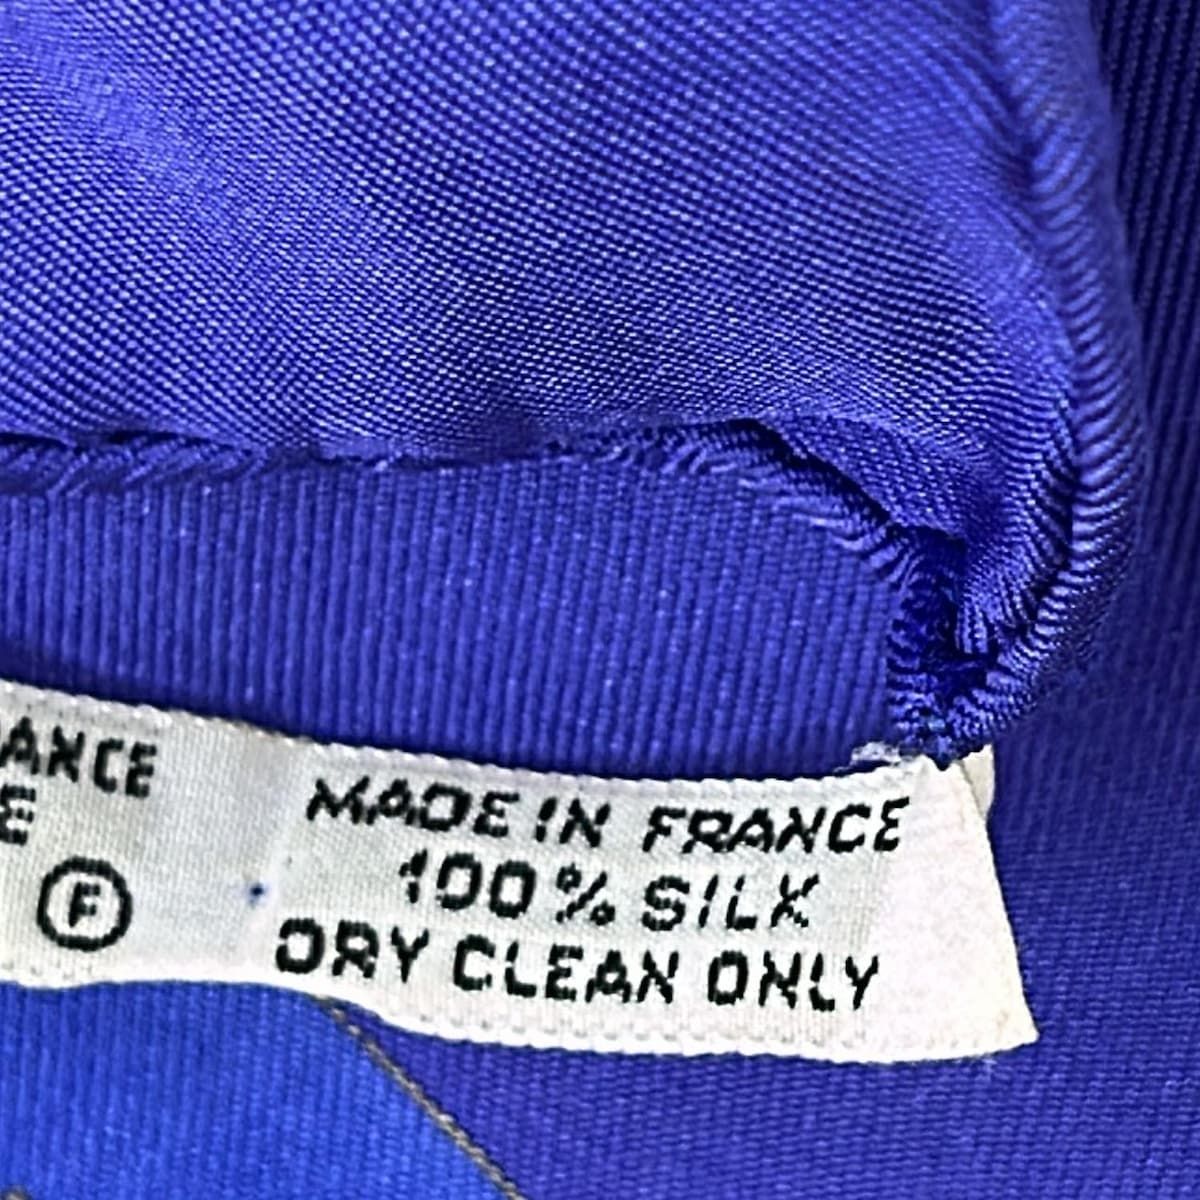 MADE IN FRANCE
100% SILK
DRY CLEAN ONLY
F